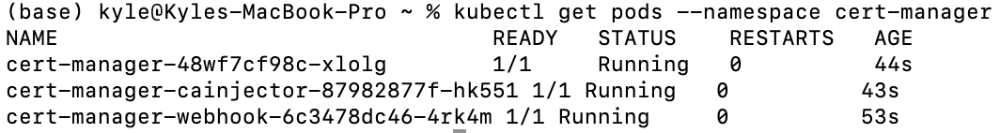 (base) kyle@Kyles-MacBook-Pro ~ % kubectl get pods --namespace cert-manager
NAME READY STATUS RESTARTS AGE
cert-manager-48wf7cf98c-xlolg 1/1 Running 0 44s
cert-manager-cainjector-87982877f-hk551 1/1 Running 0 43s
cert-manager-webhook-6c3478dc46-4rk4m 1/1 Running 0 53s